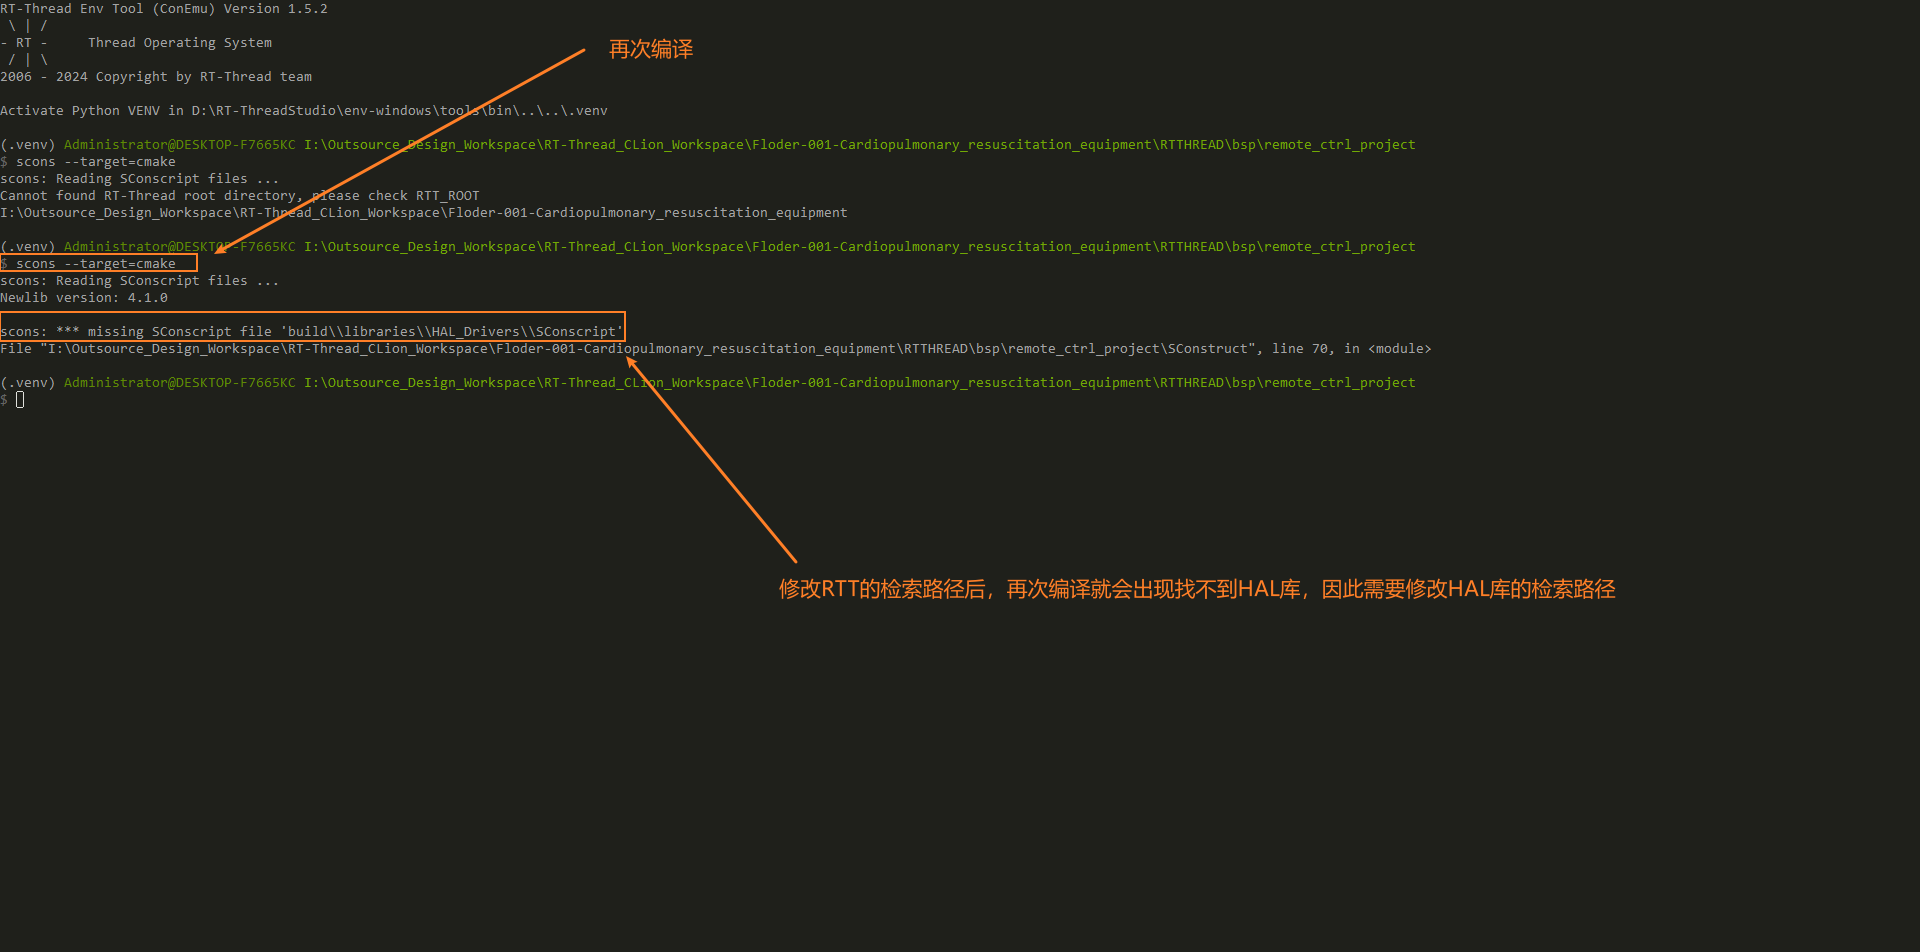 RT-Thread Env Tool (ConEmu) Version 1.5.2
\ | /
- RT -     Thread Operating System
/ | \
2006 - 2024 Copyright by RT-Thread team
再次编译
Activate Python VENV in D:\RT-ThreadStudio\env-windows\tools\bin\..\..\.venv
(.venv) Administrator@DESKTOP-F7665KC I:\Outsource_Design_Workspace\RT-Thread_CLion_Workspace\Floder-001-Cardiopulmonary_resuscitation_equipment\RTTHREAD\bsp\remote_ctrl_project
$ scons --target=cmake
scons: Reading SConscript files ...
Cannot found RT-Thread root directory, please check RTT_ROOT
I:\Outsource_Design_Workspace\RT-Thread_CLion_Workspace\Floder-001-Cardiopulmonary_resuscitation_equipment
(.venv) Administrator@DESKTOP-F7665KC I:\Outsource_Design_Workspace\RT-Thread_CLion_Workspace\Floder-001-Cardiopulmonary_resuscitation_equipment\RTTHREAD\bsp\remote_ctrl_project
$ scons --target=cmake
scons: Reading SConscript files ...
Newlib version: 4.1.0
scons: *** missing SConscript file 'build\\libraries\\HAL_Drivers\\SConscript'
File "I:\Outsource_Design_Workspace\RT-Thread_CLion_Workspace\Floder-001-Cardiopulmonary_resuscitation_equipment\RTTHREAD\bsp\remote_ctrl_project\SConstruct", line 70, in <module>
(.venv) Administrator@DESKTOP-F7665KC I:\Outsource_Design_Workspace\RT-Thread_CLion_Workspace\Floder-001-Cardiopulmonary_resuscitation_equipment\RTTHREAD\bsp\remote_ctrl_project
$
修改RTT的检索路径后，再次编译就会出现找不到HAL库，因此需要修改HAL库的检索路径